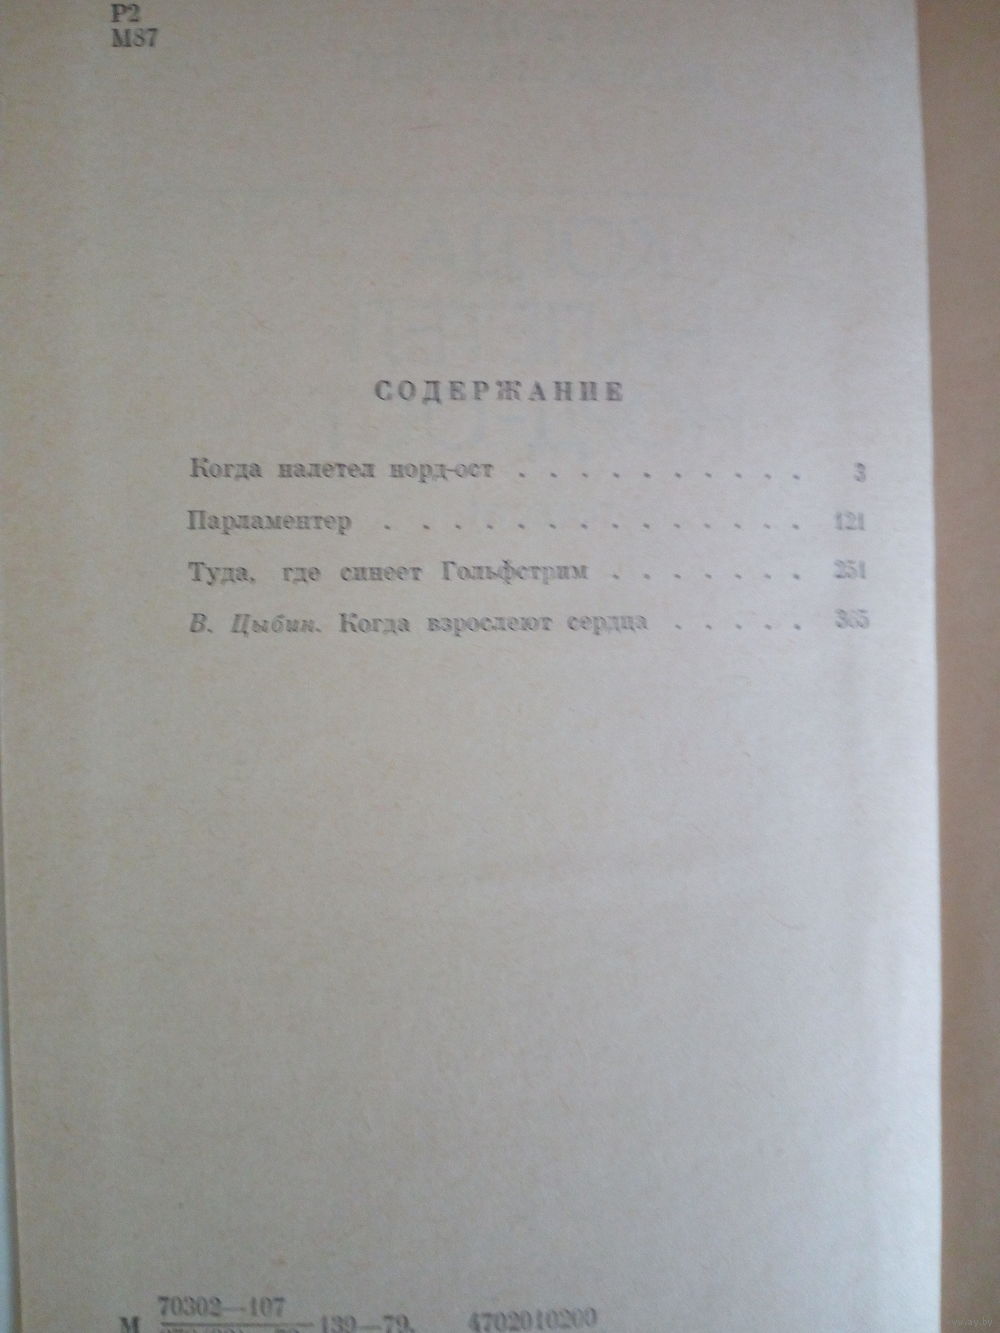 Р2
М87
СОДЕРЖАНИЕ
Когда налетел норд-ост . . . . . . . . . . 3
Парламентер . . . . . . . . . . . . . . 121
Туда, где синеет Гольфстрим . . . . . . . 251
В. Цыбин. Когда взрослеют сердца . . . . . 365
70302—107
М 139—79. 4702010200